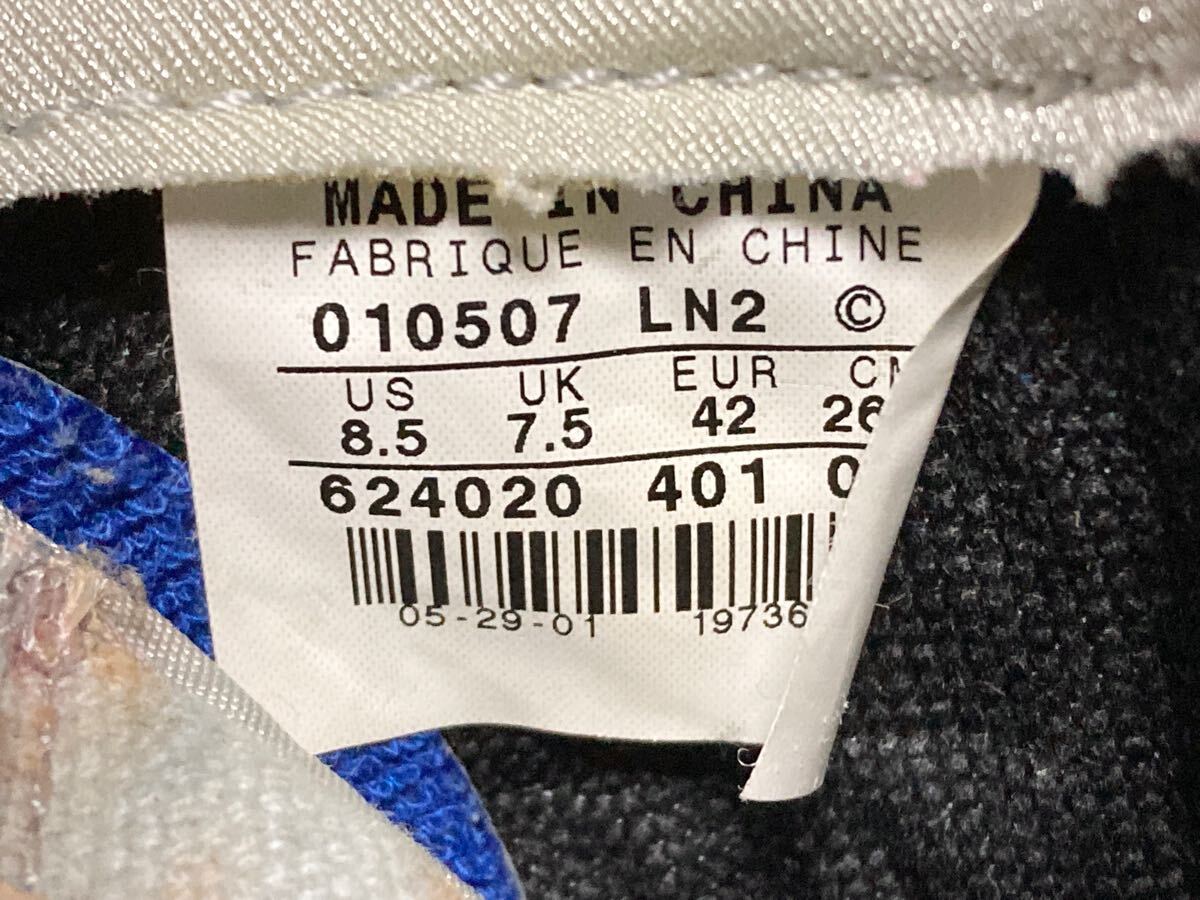 MADE IN CHINA
FABRIQUE EN CHINE
010507 LN2 ©
US UK EUR
8.5 7.5 42 26
624020 401
05-29-01 19736